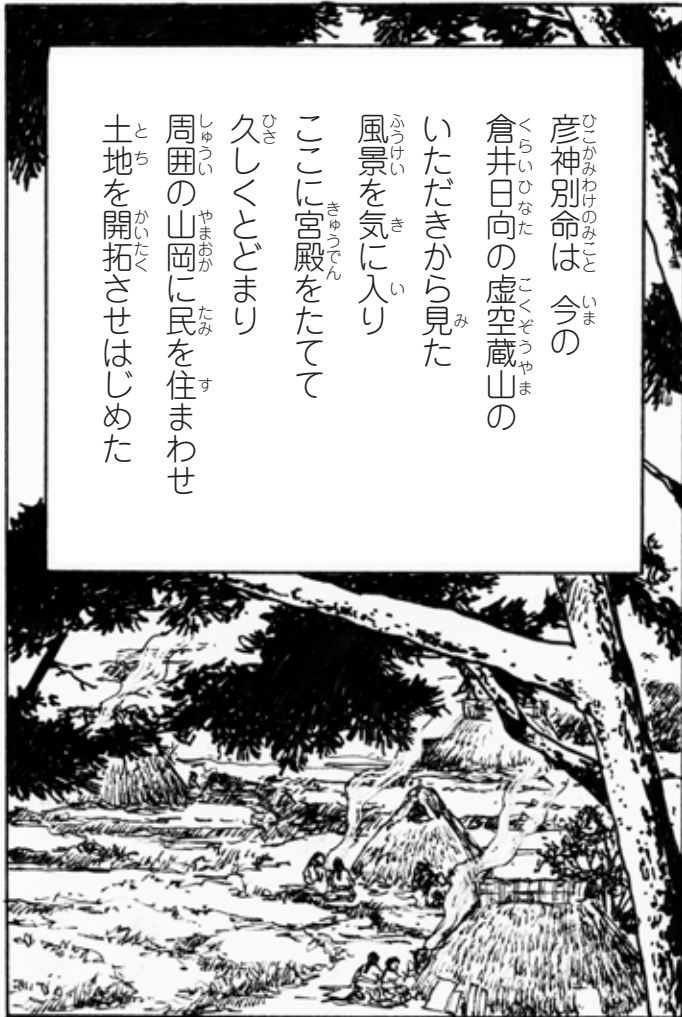 彦神別命は 今の
倉井日向の虚空蔵山の
いただきから見た
風景を気に入り
ここに宮殿をたてて
久しくとどまり
周囲の山岡に民を住まわせ
土地を開拓させはじめた